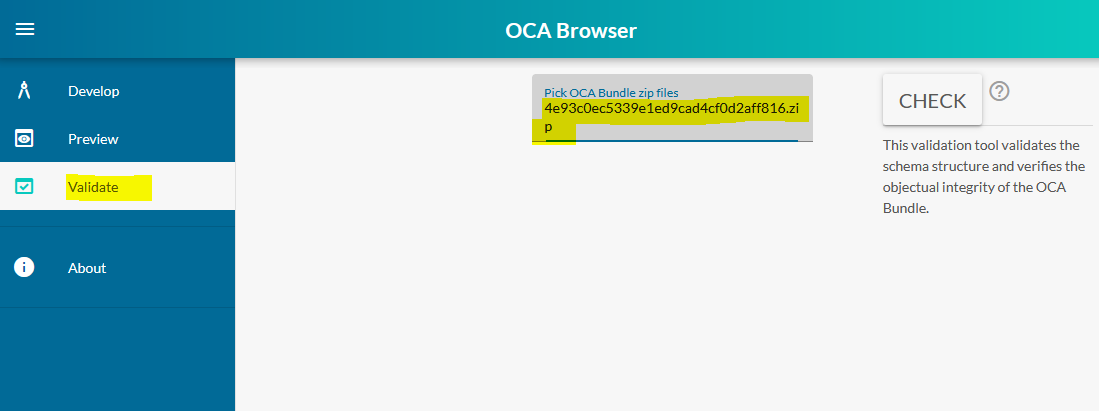 OCA Browser
Develop
Preview
Validate
About
Pick OCA Bundle zip files
4e93c0ec5339e1ed9cad4cf0d2aff816.zi
p
CHECK
This validation tool validates the
schema structure and verifies the
objectual integrity of the OCA
Bundle.